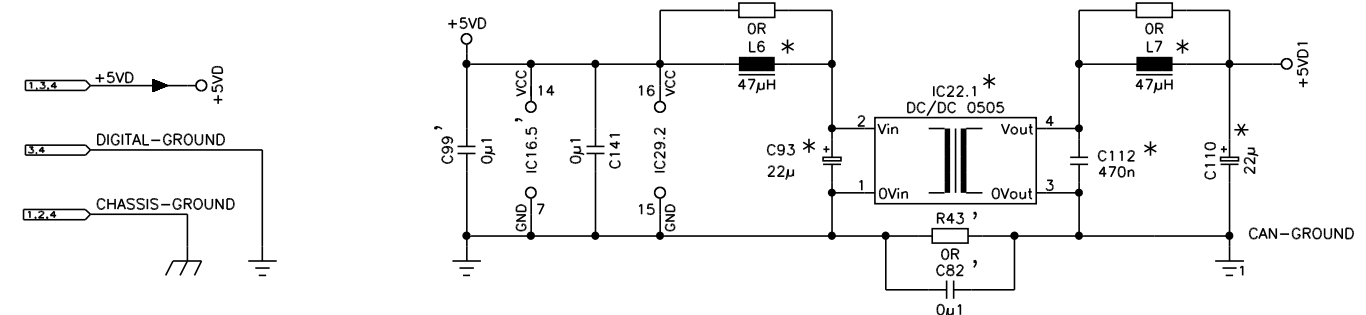 +5VD
1,3,4
+5VD
3,4
DIGITAL-GROUND
1,2,4
CHASSIS-GROUND
+5VD
C99'
0µ1
VCC
14
IC16.5'
7
GND
0µ1
C141
16
VCC
IC29.2
15
GND
0R
L6 *
47µH
C93 *
+
22µ
IC22.1 *
DC/DC 0505
2
Vin
Vout
4
1
0Vin
0Vout
3
R43 '
0R
C82 '
0µ1
0R
L7 *
47µH
C112 *
470n
+5VD1
C110
+
22µ
*
CAN-GROUND
1